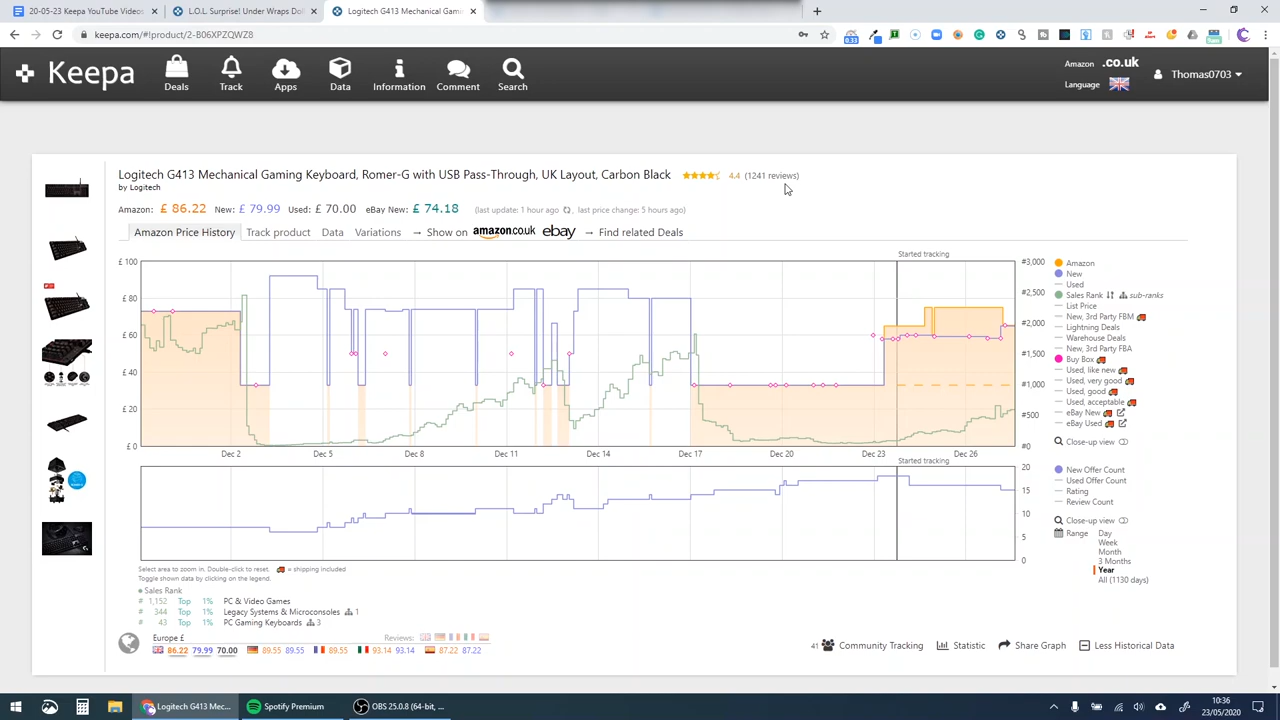 20-05-23 Keepa YouTube Videos
L.O.L. Surprise! Under Wraps Dol
Logitech G413 Mechanical Gamin
keepa.com/#!product/2-B06XPZQWZ8
Keepa
Deals
Track
Apps
Data
Information
Comment
Search
Amazon .co.uk
Language
Thomas0703
Logitech G413 Mechanical Gaming Keyboard, Romer-G with USB Pass-Through, UK Layout, Carbon Black 4.4 (1241 reviews)
by Logitech
Amazon: £ 86.22 New: £ 79.99 Used: £ 70.00 eBay New: £ 74.18 (last update: 1 hour ago, last price change: 5 hours ago)
Amazon Price History Track product Data Variations → Show on amazon.co.uk ebay → Find related Deals
Started tracking
£ 100
£ 80
£ 60
£ 40
£ 20
£ 0
#3,000
#2,500
#2,000
#1,500
#1,000
#500
#0
Dec 2 Dec 5 Dec 8 Dec 11 Dec 14 Dec 17 Dec 20 Dec 23 Dec 26
Amazon
New
Used
Sales Rank sub-ranks
List Price
New, 3rd Party FBM
Lightning Deals
Warehouse Deals
New, 3rd Party FBA
Buy Box
Used, like new
Used, very good
Used, good
Used, acceptable
eBay New
eBay Used
Close-up view
Started tracking
20
15
10
5
0
New Offer Count
Used Offer Count
Rating
Review Count
Close-up view
Range
Day
Week
Month
3 Months
Year
All (1130 days)
Select area to zoom in. Double-click to reset. = shipping included
Toggle shown data by clicking on the legend.
Sales Rank
# 1,152 Top 1% PC & Video Games
# 344 Top 1% Legacy Systems & Microconsoles 1
# 43 Top 1% PC Gaming Keyboards 3
Europe £
Reviews:
86.22 79.99 70.00 89.55 89.55 89.55 93.14 93.14 87.22 87.22
41 Community Tracking Statistic Share Graph Less Historical Data
Logitech G413 Mec...
Spotify Premium
OBS 25.0.8 (64-bit, ...
10:36
23/05/2020